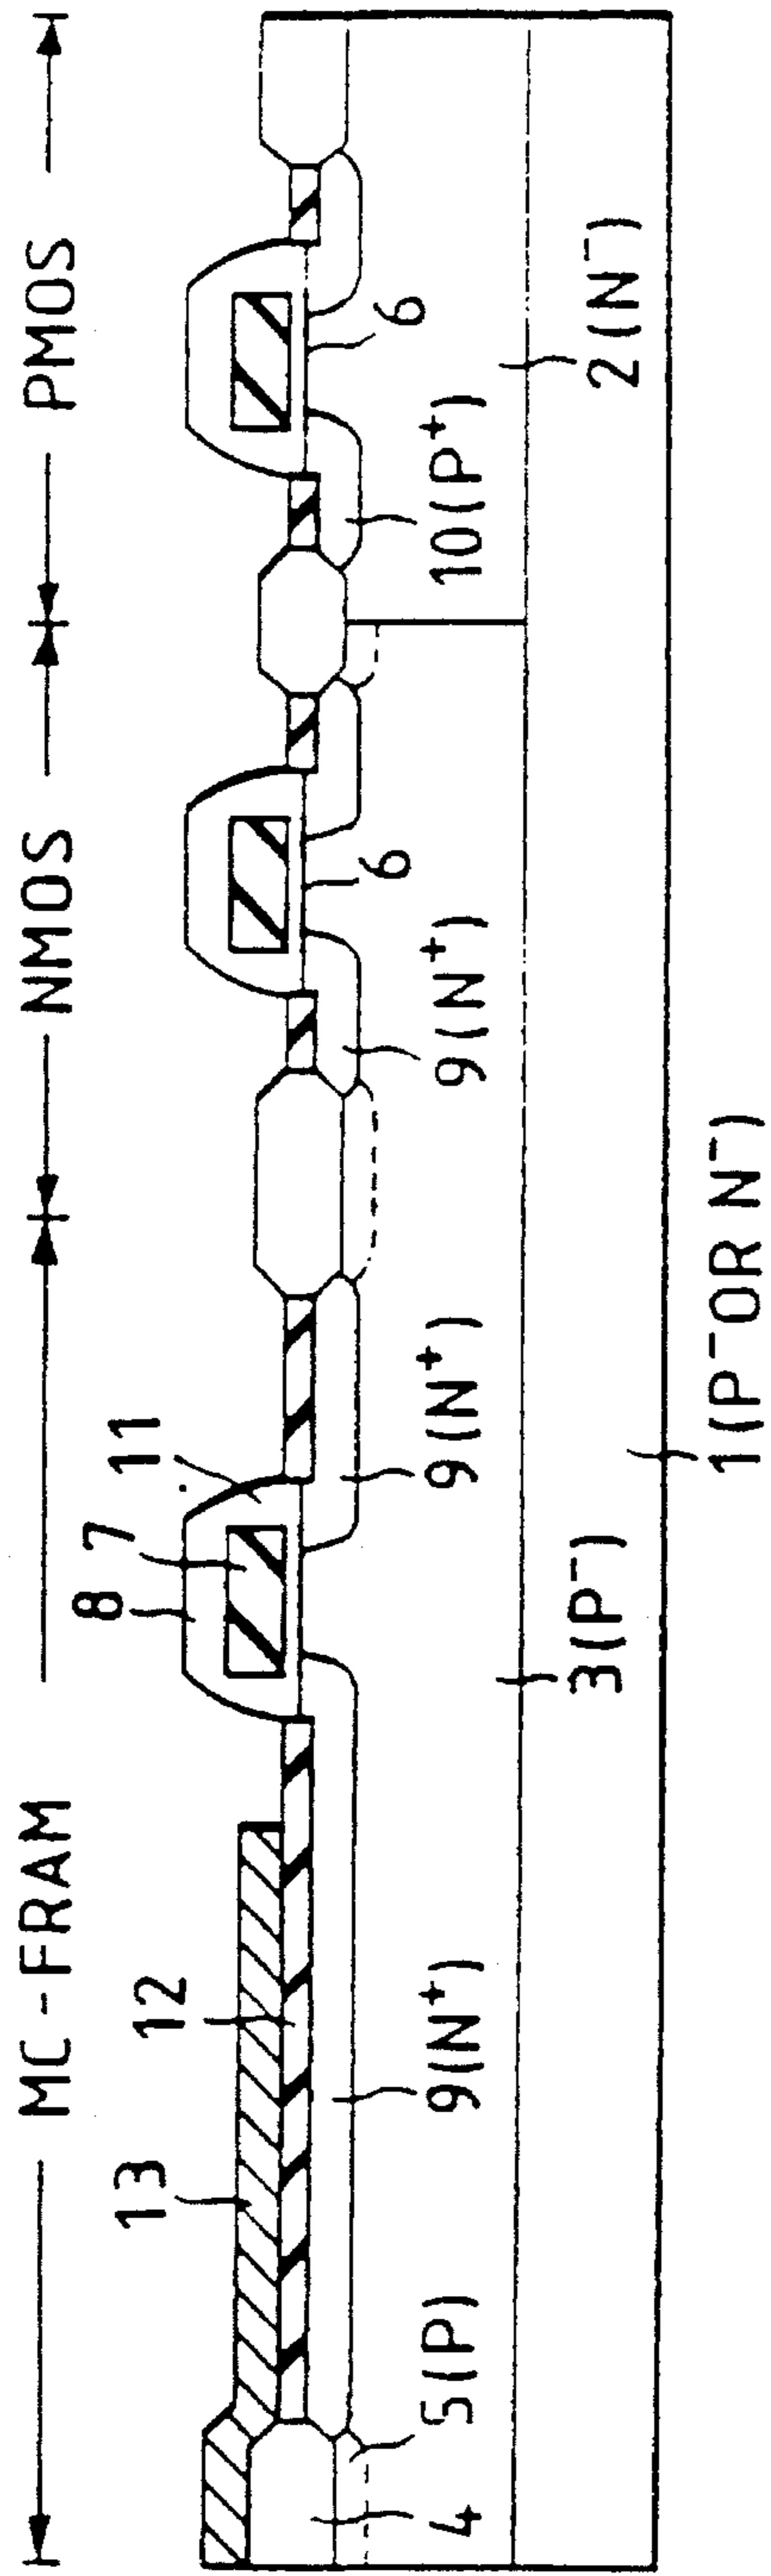 MC-FRAM
NMOS
PMOS
13
12
8
7
11
6
6
4
5(P)
9(N⁺)
9(N⁺)
9(N⁺)
10(P⁺)
3(P⁻)
2(N⁻)
1(P⁻OR N⁻)